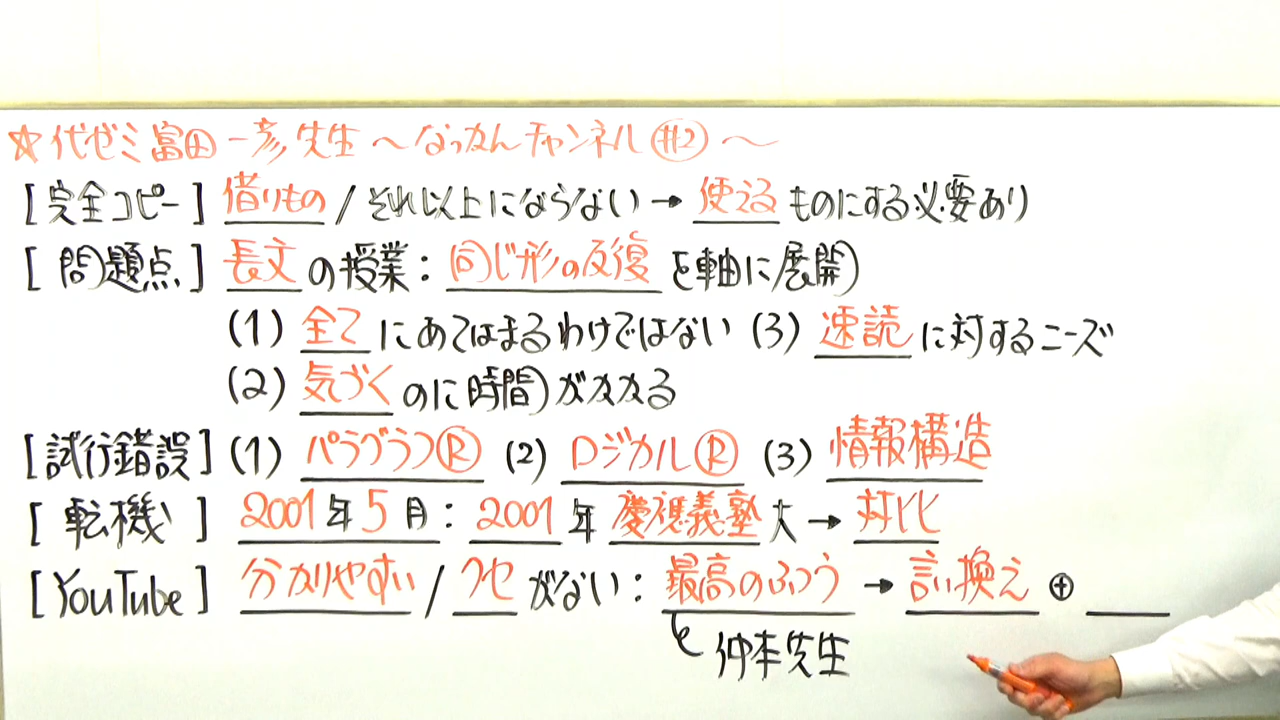 ☆代ゼミ富田一彦先生 〜なっかんチャンネル#2〜
[完全コピー] 借りもの / それ以上にならない → 使える ものにする必要あり
[問題点] 長文の授業: 同じ形の反復 を軸に展開
(1) 全て にあてはまるわけではない (3) 速読 に対するニーズ
(2) 気づく のに時間がかかる
[試行錯誤] (1) パラグラフⓇ (2) ロジカルⓇ (3) 情報構造
[転機] 2001年5月: 2001年 慶應義塾大 → 対比
[YouTube] 分かりやすい / クセ がない: 最高のふつう → 言い換え ⊕
仲本先生